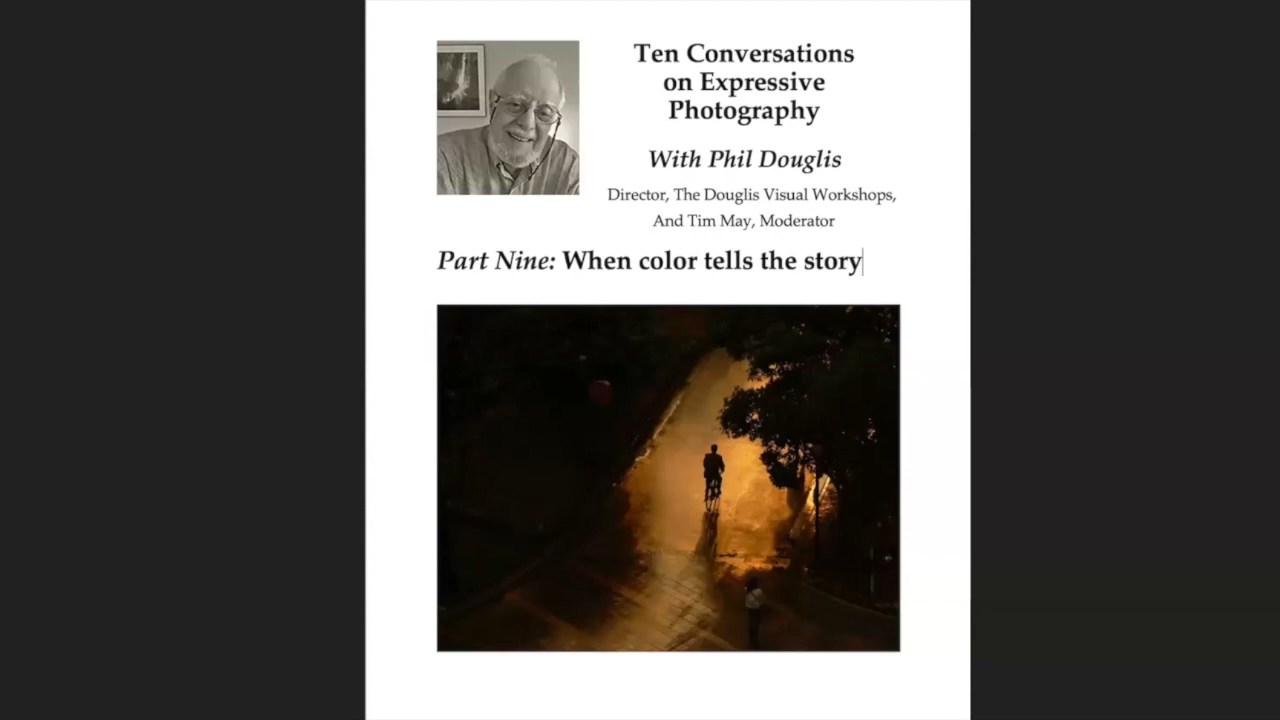 Ten Conversations
on Expressive
Photography
With Phil Douglis
Director, The Douglis Visual Workshops,
And Tim May, Moderator
Part Nine: When color tells the story